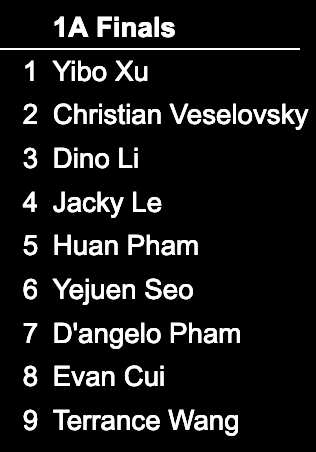 1A Finals
1 Yibo Xu
2 Christian Veselovsky
3 Dino Li
4 Jacky Le
5 Huan Pham
6 Yejuen Seo
7 D'angelo Pham
8 Evan Cui
9 Terrance Wang